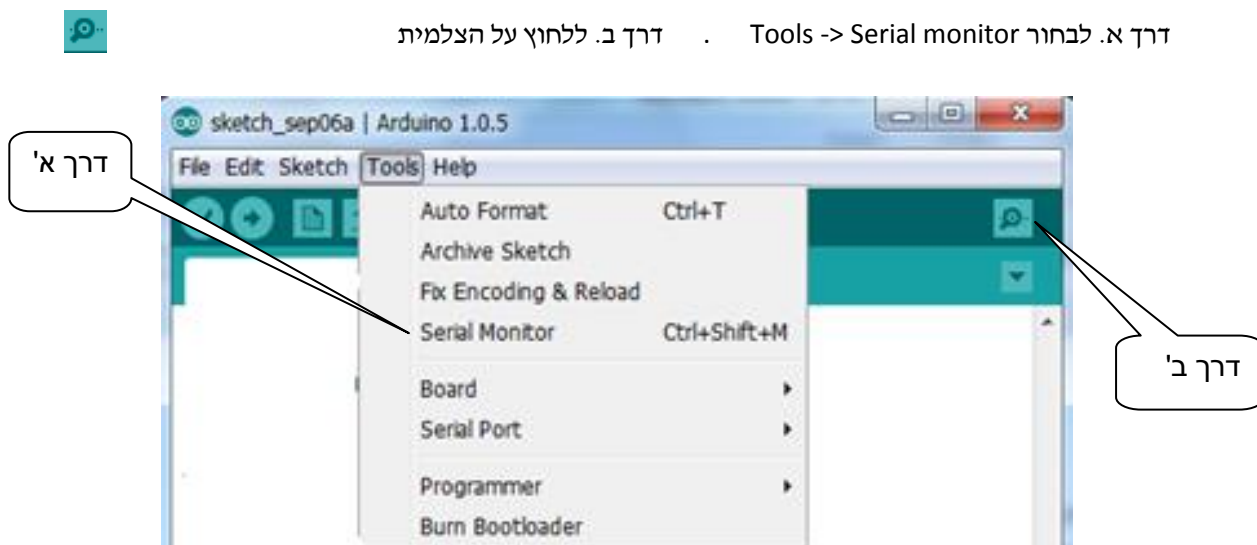 דרך א. לבחור Tools -> Serial monitor . דרך ב. ללחוץ על הצלמית
sketch_sep06a | Arduino 1.0.5
דרך א'
File Edit Sketch Tools Help
Auto Format Ctrl+T
Archive Sketch
Fix Encoding & Reload
Serial Monitor Ctrl+Shift+M
דרך ב'
Board
Serial Port
Programmer
Burn Bootloader